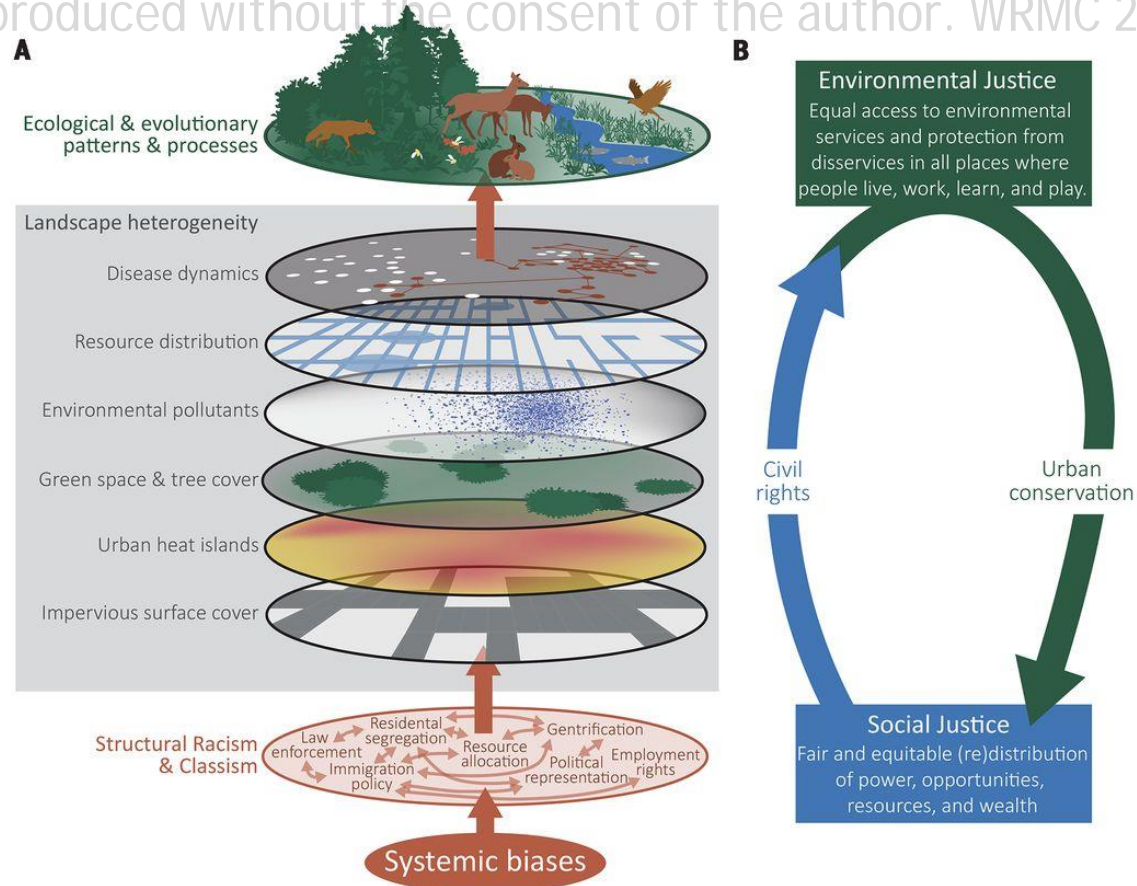 produced without the consent of the author. WRMC 2
A
Ecological & evolutionary
patterns & processes
Landscape heterogeneity
Disease dynamics
Resource distribution
Environmental pollutants
Green space & tree cover
Urban heat islands
Impervious surface cover
Structural Racism
& Classism
Law
enforcement
Residential
segregation
Immigration
policy
Resource
allocation
Gentrification
Political
representation
Employment
rights
Systemic biases
B
Environmental Justice
Equal access to environmental
services and protection from
disservices in all places where
people live, work, learn, and play.
Civil
rights
Urban
conservation
Social Justice
Fair and equitable (re)distribution
of power, opportunities,
resources, and wealth